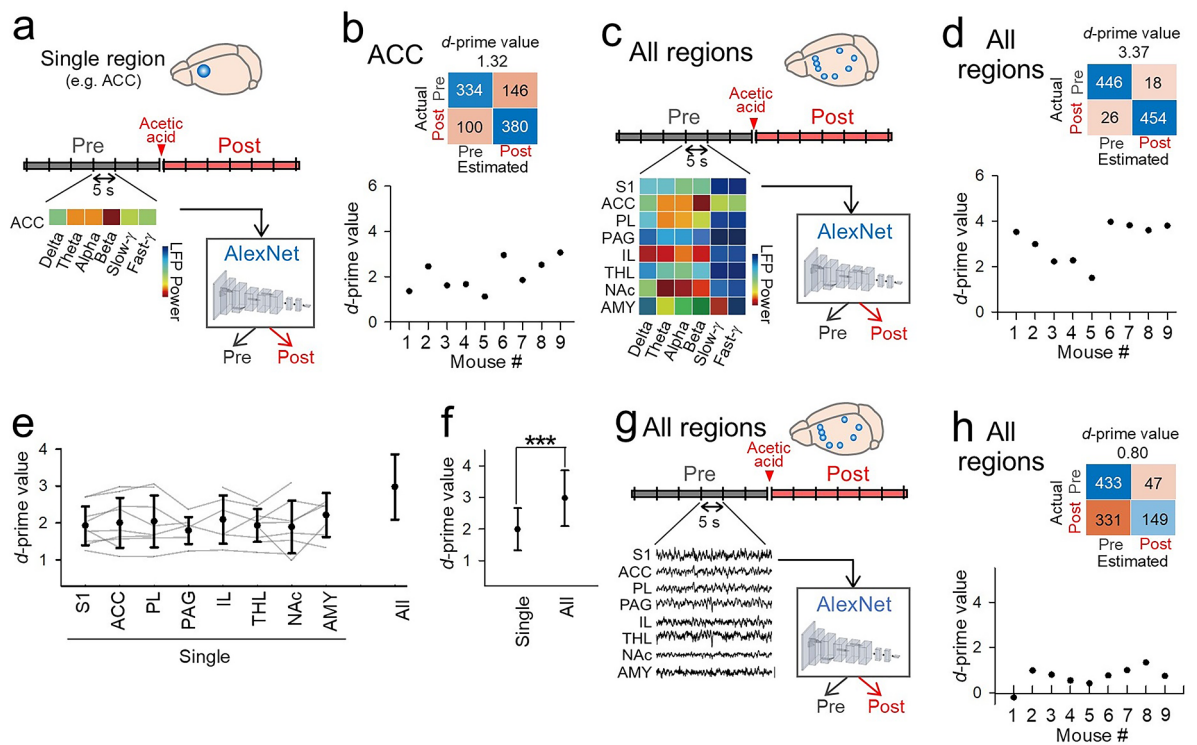 a
Single region
(e.g. ACC)
Acetic
acid
Pre
Post
5 s
ACC
Delta
Theta
Alpha
Beta
Slow-γ
Fast-γ
LFP Power
AlexNet
Pre
Post
b
ACC
d-prime value
1.32
Actual
Post Pre
334 146
100 380
Pre Post
Estimated
d-prime value
6
4
2
0
1 2 3 4 5 6 7 8 9
Mouse #
c
All regions
Acetic
acid
Pre
Post
5 s
S1
ACC
PL
PAG
IL
THL
NAc
AMY
Delta
Theta
Alpha
Beta
Slow-γ
Fast-γ
LFP Power
AlexNet
Pre
Post
d
All
regions
d-prime value
3.37
Actual
Post Pre
446 18
26 454
Pre Post
Estimated
d-prime value
6
4
2
0
1 2 3 4 5 6 7 8 9
Mouse #
e
d-prime value
4
3
2
1
S1
ACC
PL
PAG
IL
THL
NAc
AMY
All
Single
f
d-prime value
4
3
2
1
***
Single
All
g
All regions
Acetic
acid
Pre
Post
5 s
S1
ACC
PL
PAG
IL
THL
NAc
AMY
AlexNet
Pre
Post
h
All
regions
d-prime value
0.80
Actual
Post Pre
433 47
331 149
Pre Post
Estimated
d-prime value
4
2
0
1 2 3 4 5 6 7 8 9
Mouse #